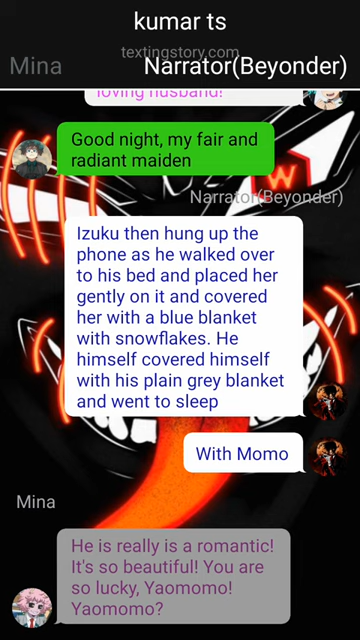 kumar ts
textingstory.com
Mina
Narrator(Beyonder)
loving husband!
Good night, my fair and
radiant maiden
Narrator(Beyonder)
Izuku then hung up the
phone as he walked over
to his bed and placed her
gently on it and covered
her with a blue blanket
with snowflakes. He
himself covered himself
with his plain grey blanket
and went to sleep
With Momo
Mina
He is really is a romantic!
It's so beautiful! You are
so lucky, Yaomomo!
Yaomomo?